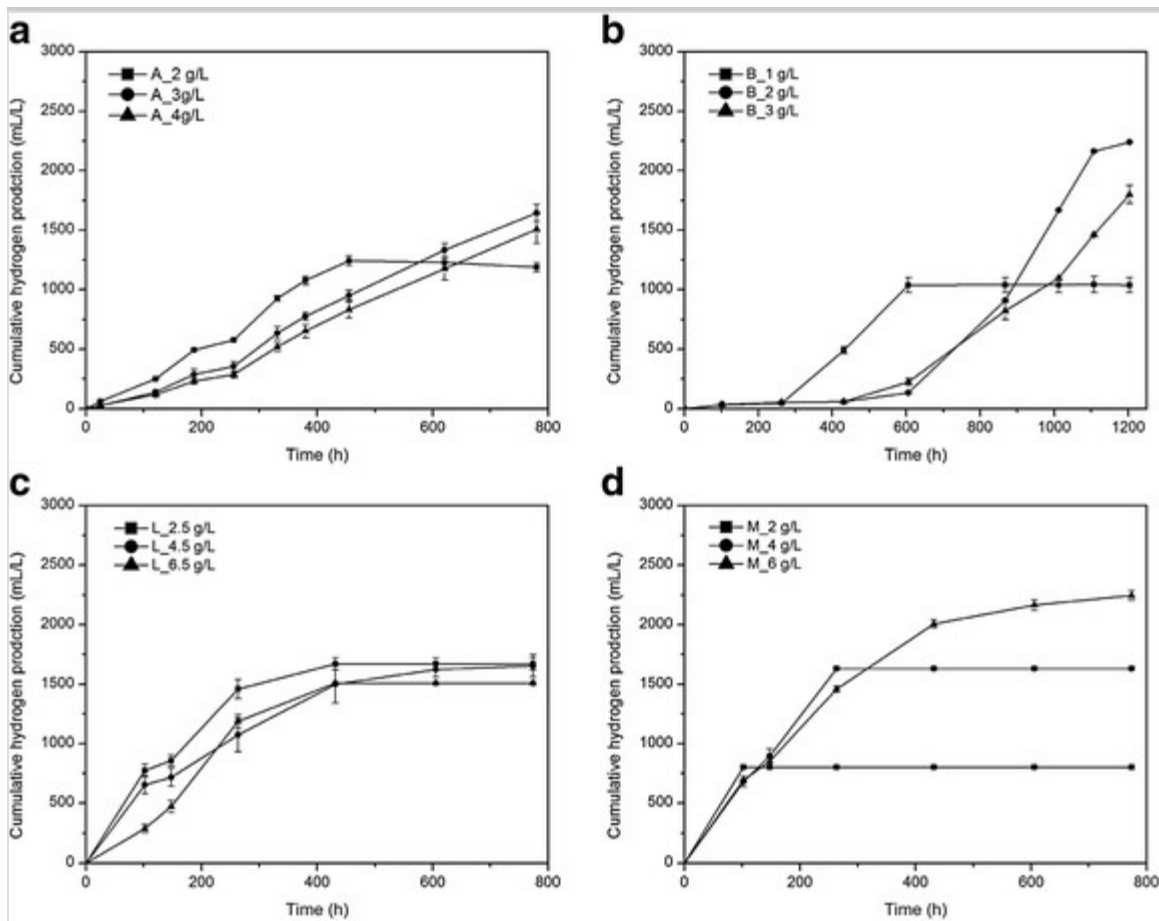 a
3000
2500
2000
1500
1000
500
0
Cumulative hydrogen prodction (mL/L)
A_2 g/L
A_3g/L
A_4g/L
0 200 400 600 800
Time (h)
b
3000
2500
2000
1500
1000
500
0
Cumulative hydrogen prodction (mL/L)
B_1 g/L
B_2 g/L
B_3 g/L
0 200 400 600 800 1000 1200
Time (h)
c
3000
2500
2000
1500
1000
500
0
Cumulative hydrogen prodction (mL/L)
L_2.5 g/L
L_4.5 g/L
L_6.5 g/L
0 200 400 600 800
Time (h)
d
3000
2500
2000
1500
1000
500
0
Cumulative hydrogen prodction (mL/L)
M_2 g/L
M_4 g/L
M_6 g/L
0 200 400 600 800
Time (h)